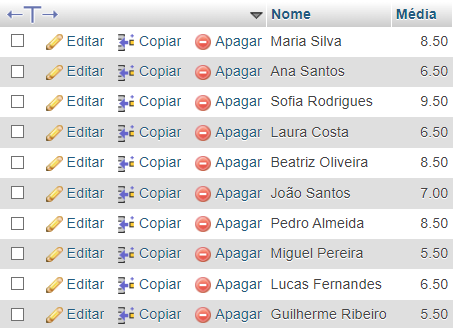 Nome Média
Editar Copiar Apagar Maria Silva 8.50
Editar Copiar Apagar Ana Santos 6.50
Editar Copiar Apagar Sofia Rodrigues 9.50
Editar Copiar Apagar Laura Costa 6.50
Editar Copiar Apagar Beatriz Oliveira 8.50
Editar Copiar Apagar João Santos 7.00
Editar Copiar Apagar Pedro Almeida 8.50
Editar Copiar Apagar Miguel Pereira 5.50
Editar Copiar Apagar Lucas Fernandes 6.50
Editar Copiar Apagar Guilherme Ribeiro 5.50